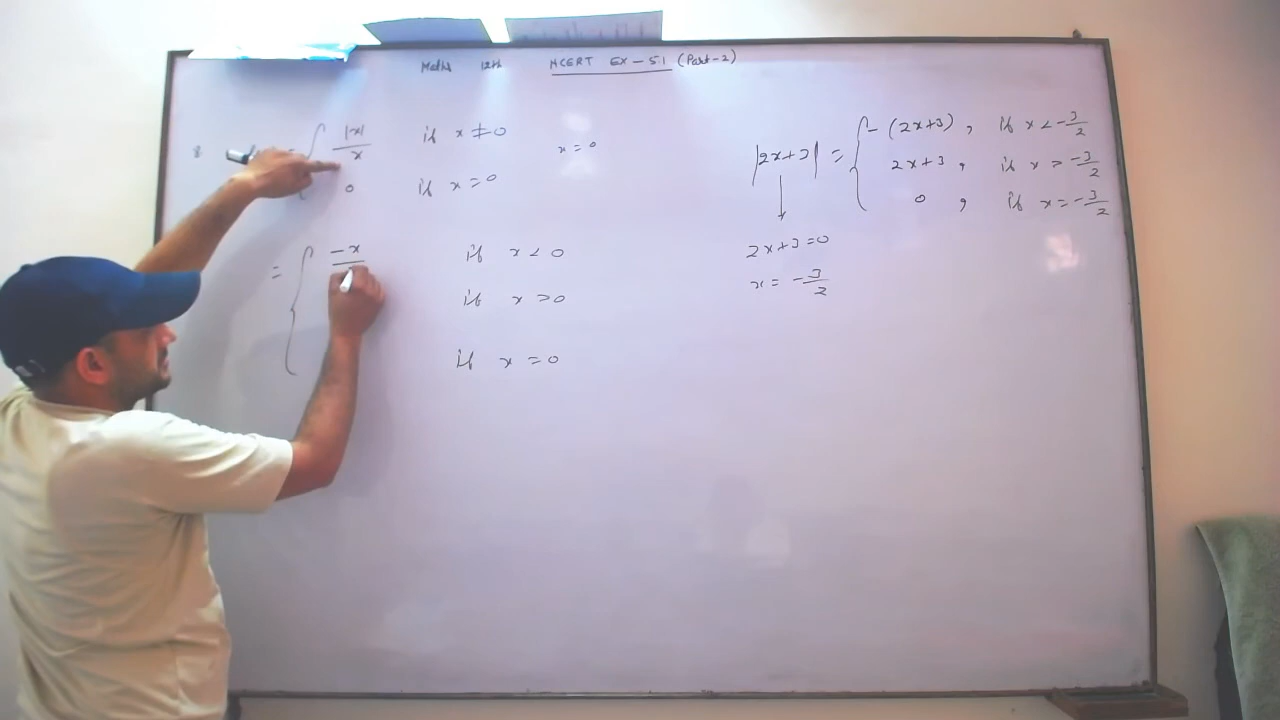 Maths 12th NCERT EX - 5.1 (Part-2)
8. = { |x|/x if x ≠ 0
0 if x = 0
x = 0
= { -x/ if x < 0
if x > 0
if x = 0
|2x+3| = { -(2x+3), if x < -3/2
2x+3, if x > -3/2
0, if x = -3/2
2x+3=0
x = -3/2